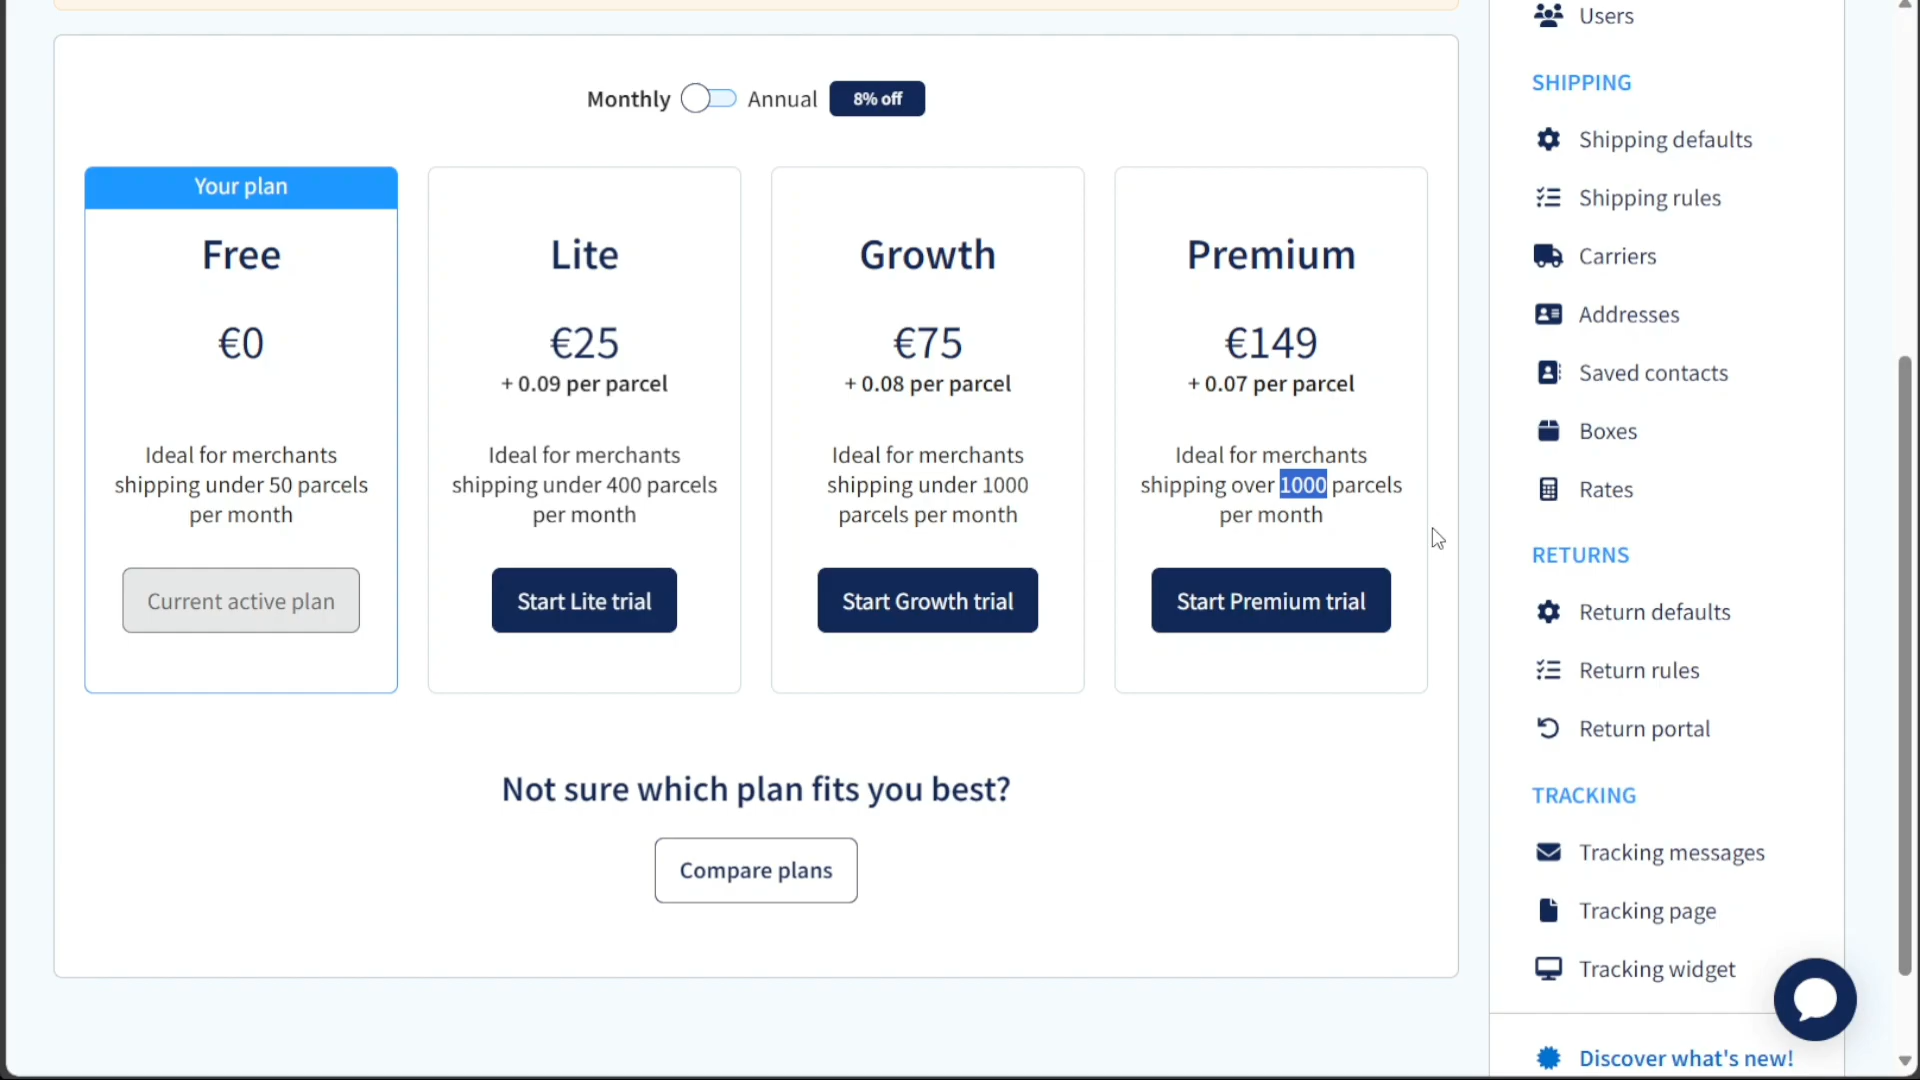 Monthly Annual 8% off
Your plan
Free
€0
Ideal for merchants
shipping under 50 parcels
per month
Current active plan
Lite
€25
+ 0.09 per parcel
Ideal for merchants
shipping under 400 parcels
per month
Start Lite trial
Growth
€75
+ 0.08 per parcel
Ideal for merchants
shipping under 1000
parcels per month
Start Growth trial
Premium
€149
+ 0.07 per parcel
Ideal for merchants
shipping over 1000 parcels
per month
Start Premium trial
Not sure which plan fits you best?
Compare plans
Users
SHIPPING
Shipping defaults
Shipping rules
Carriers
Addresses
Saved contacts
Boxes
Rates
RETURNS
Return defaults
Return rules
Return portal
TRACKING
Tracking messages
Tracking page
Tracking widget
Discover what's new!